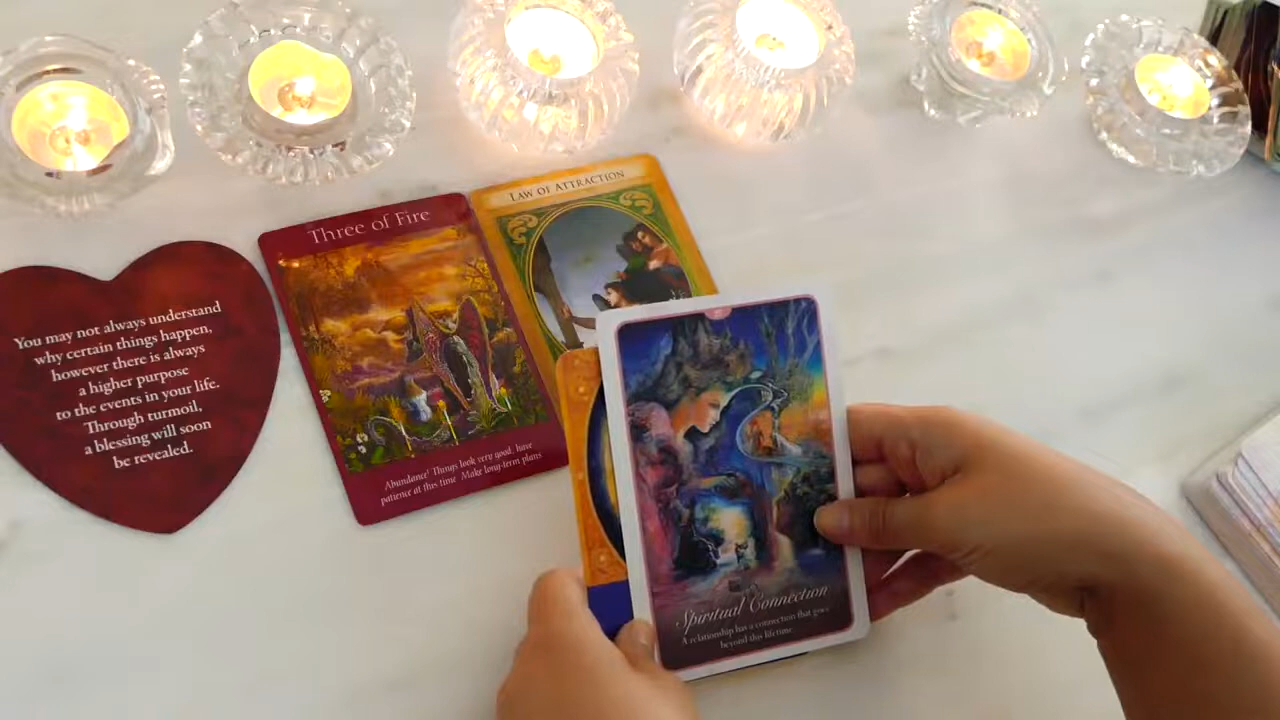 You may not always understand
why certain things happen,
however there is always
a higher purpose
to the events in your life.
Through turmoil,
a blessing will soon
be revealed.
Three of Fire
Abundance! Things look very good, have
patience at this time Make long-term plans
Law of Attraction
Spiritual Connection
A relationship has a connection that goes
beyond this lifetime